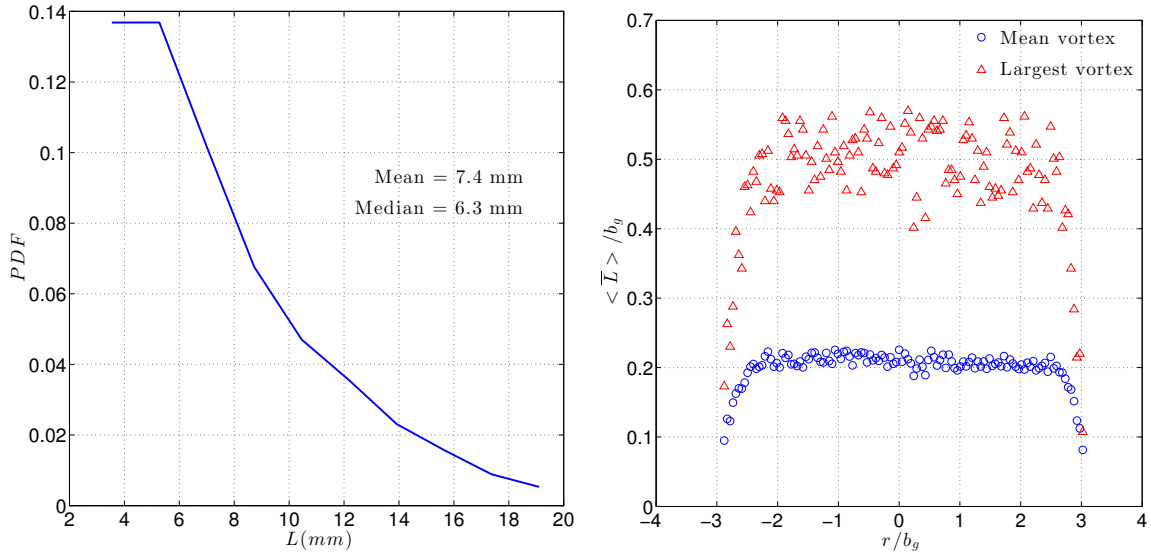 0.14
0.12
0.1
0.08
0.06
0.04
0.02
0
PDF
Mean = 7.4 mm
Median = 6.3 mm
2 4 6 8 10 12 14 16 18 20
L(mm)
0.7
0.6
0.5
0.4
0.3
0.2
0.1
0
< L̅ > /b_g
Mean vortex
Largest vortex
−4 −3 −2 −1 0 1 2 3 4
r/b_g